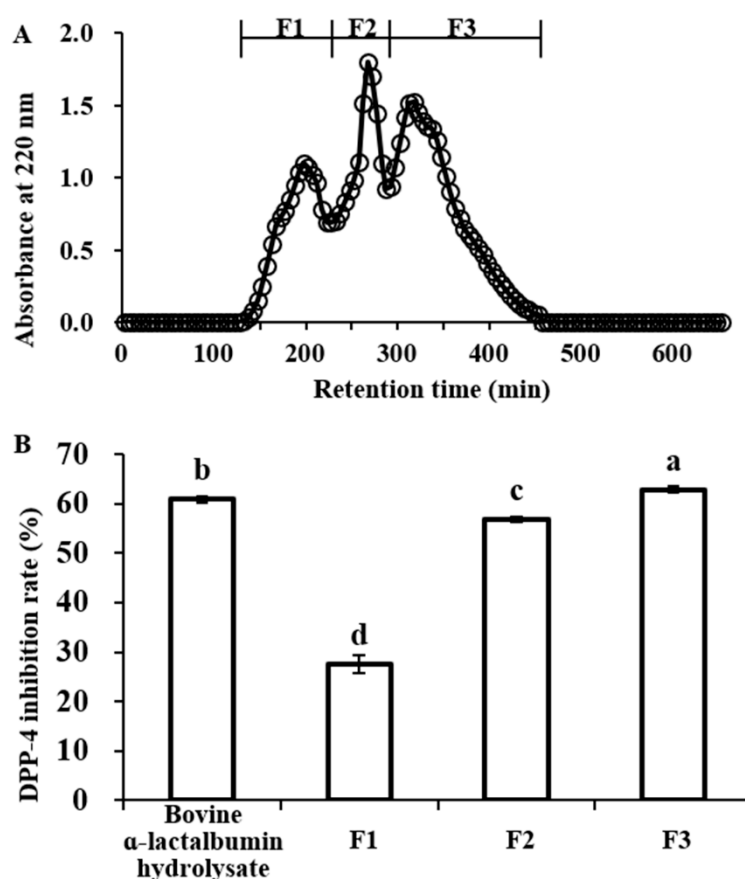 A
F1 F2 F3
Absorbance at 220 nm
2.0
1.5
1.0
0.5
0.0
0 100 200 300 400 500 600
Retention time (min)
B
DPP-4 inhibition rate (%)
70
60
50
40
30
20
10
0
b
d
c
a
Bovine
α-lactalbumin
hydrolysate
F1 F2 F3